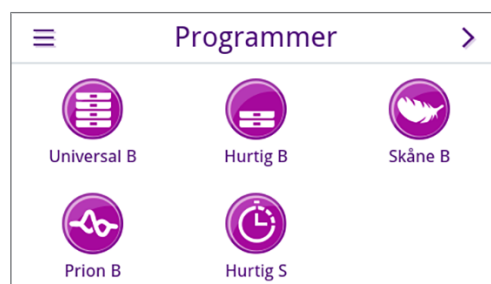 Programmer
Universal B
Hurtig B
Skåne B
Prion B
Hurtig S